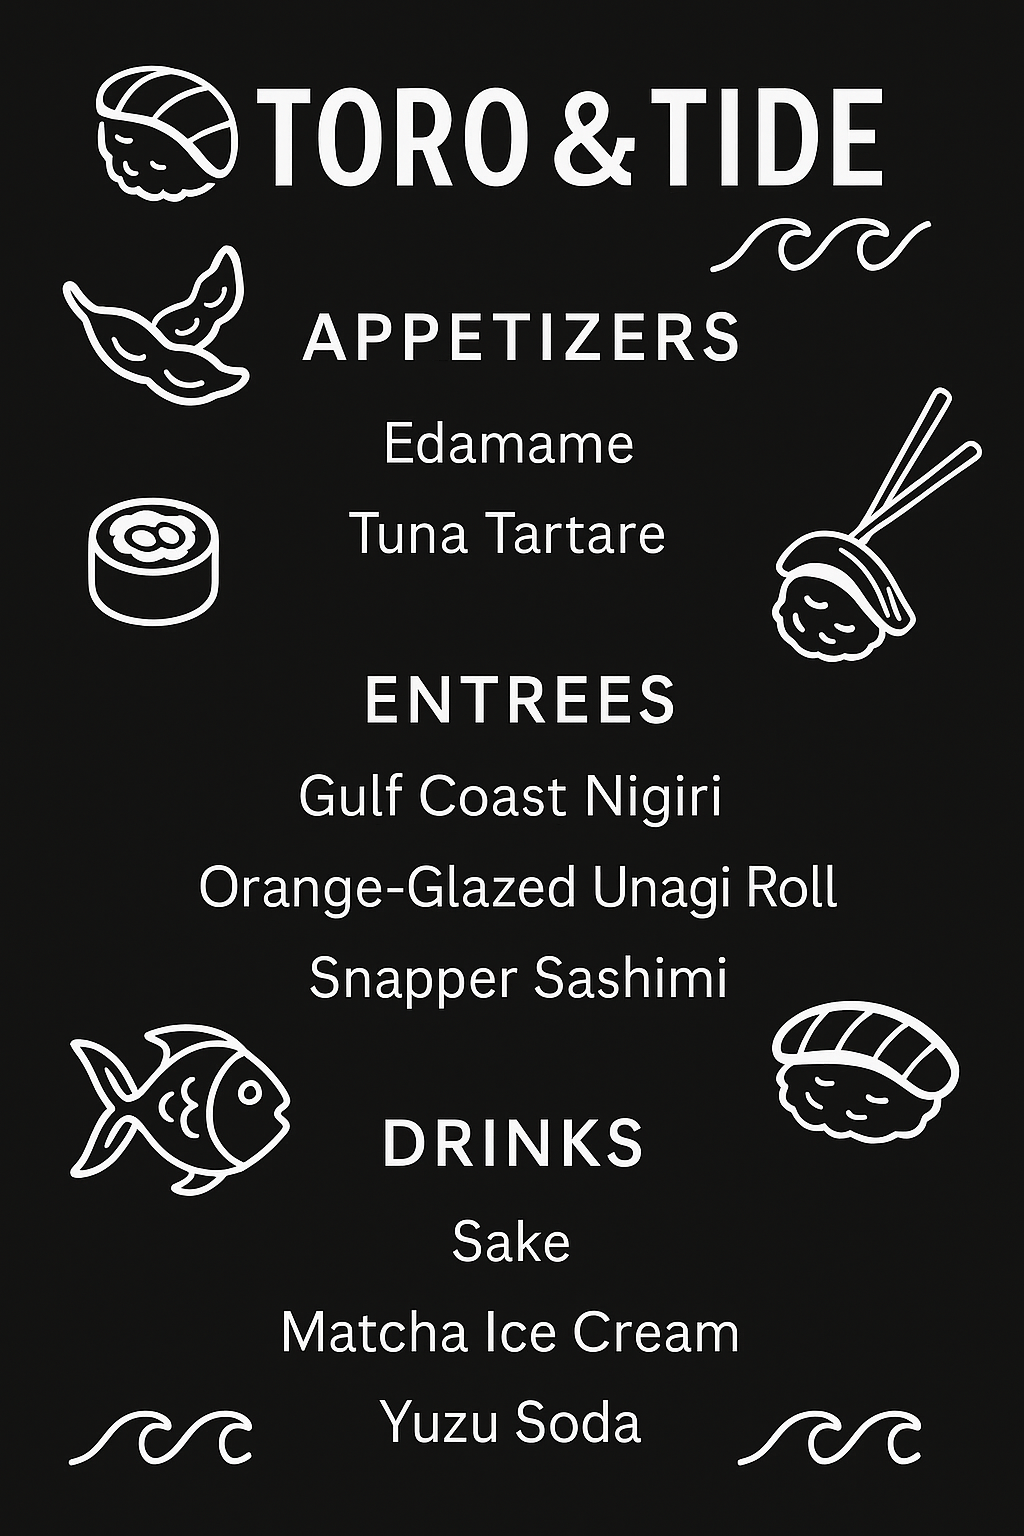 TORO & TIDE
APPETIZERS
Edamame
Tuna Tartare
ENTREES
Gulf Coast Nigiri
Orange-Glazed Unagi Roll
Snapper Sashimi
DRINKS
Sake
Matcha Ice Cream
Yuzu Soda